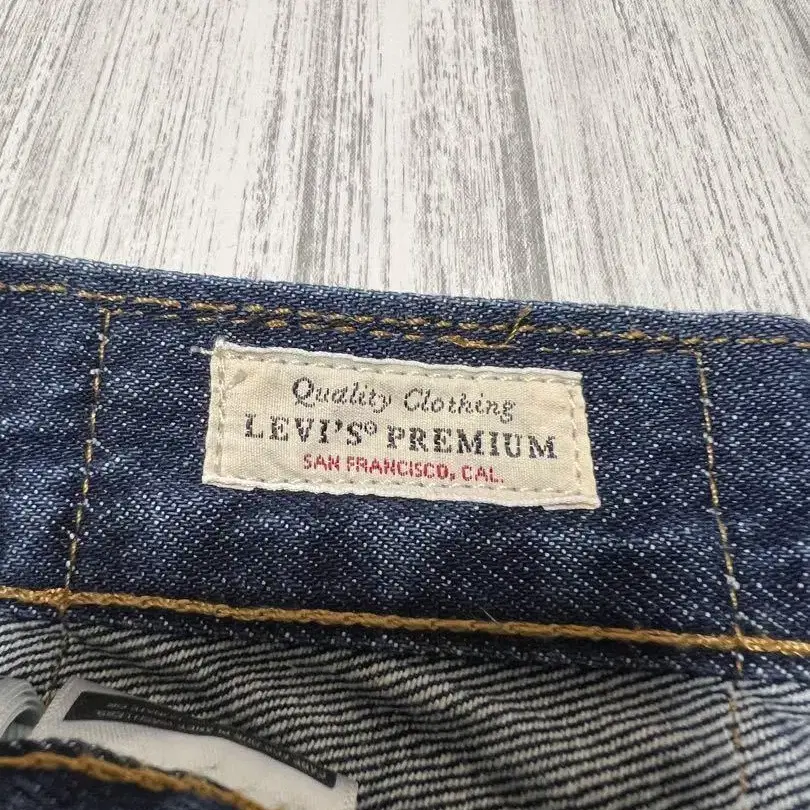 Quality Clothing
LEVI'S® PREMIUM
SAN FRANCISCO, CAL.